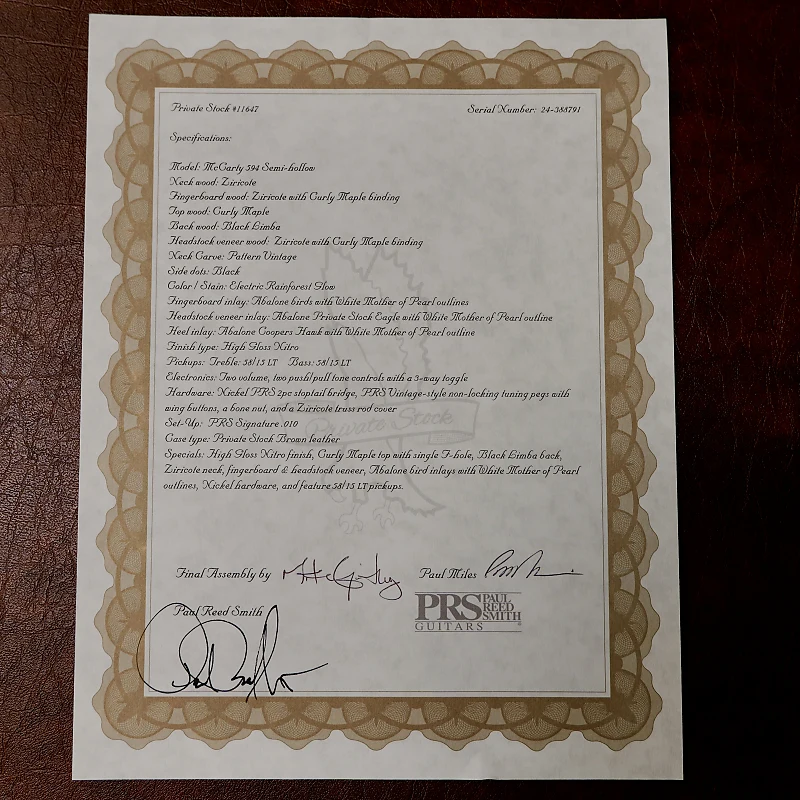 Private Stock #11647
Serial Number: 24-388791
Specifications:
Model: McCarty 594 Semi-hollow
Neck wood: Ziricote
Fingerboard wood: Ziricote with Curly Maple binding
Top wood: Curly Maple
Back wood: Black Limba
Headstock veneer wood: Ziricote with Curly Maple binding
Neck Carve: Pattern Vintage
Side dots: Black
Color / Stain: Electric Rainforest Glow
Fingerboard inlay: Abalone birds with White Mother of Pearl outlines
Headstock veneer inlay: Abalone Private Stock Eagle with White Mother of Pearl outline
Heel inlay: Abalone Coopers Hawk with White Mother of Pearl outline
Finish type: High Gloss Nitro
Pickups: Treble: 58/15 LT Bass: 58/15 LT
Electronics: Two volume, two push/pull tone controls with a 3-way toggle
Hardware: Nickel PRS 2pc stoptail bridge, PRS Vintage-style non-locking tuning pegs with
wing buttons, a bone nut, and a Ziricote truss rod cover
Private Stock
Set-Up: PRS Signature .010
Case type: Private Stock Brown leather
Specials: High Gloss Nitro finish, Curly Maple top with single F-hole, Black Limba back,
Ziricote neck, fingerboard & headstock veneer, Abalone bird inlays with White Mother of Pearl
outlines, Nickel hardware, and feature 58/15 LT pickups.
Final Assembly by
Paul Miles
Paul Reed Smith
PRS PAUL REED SMITH
GUITARS